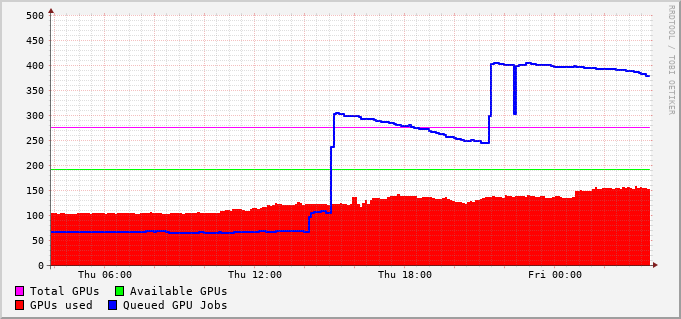 500
450
400
350
300
250
200
150
100
50
0
Thu 06:00 Thu 12:00 Thu 18:00 Fri 00:00
Total GPUs Available GPUs
GPUs used Queued GPU Jobs
RRDTOOL / TOBI OETIKER